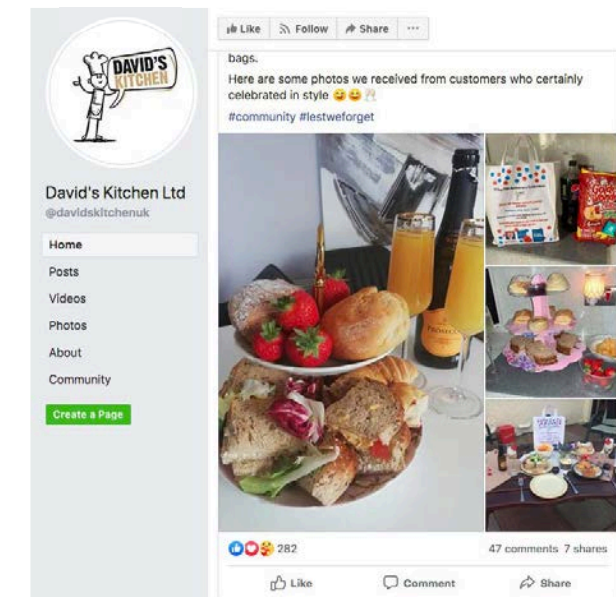 DAVID'S
KITCHEN
David's Kitchen Ltd
@davidskitchenuk
Home
Posts
Videos
Photos
About
Community
Create a Page
Like Follow Share ...
bags.
Here are some photos we received from customers who certainly
celebrated in style 😋😄🥂
#community #lestweforget
PROSECCO
282
47 comments 7 shares
Like Comment Share